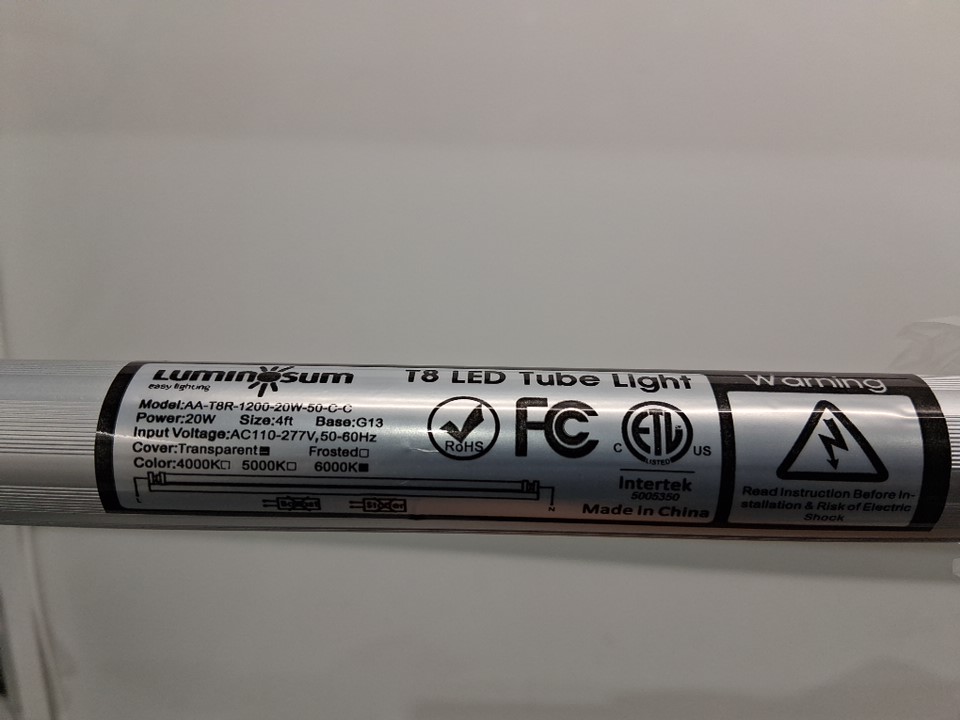 Luminosum
easy lighting
T8 LED Tube Light
Model:AA-T8R-1200-20W-50-C-C
Power:20W Size:4ft Base:G13
Input Voltage:AC110-277V,50-60Hz
Cover:Transparent Frosted
Color:4000K 5000K 6000K
L N
RoHS
FC
C ETL US
LISTED
Intertek
5005350
Made in China
Warning
Read Instruction Before In-
stallation & Risk of Electric
Shock